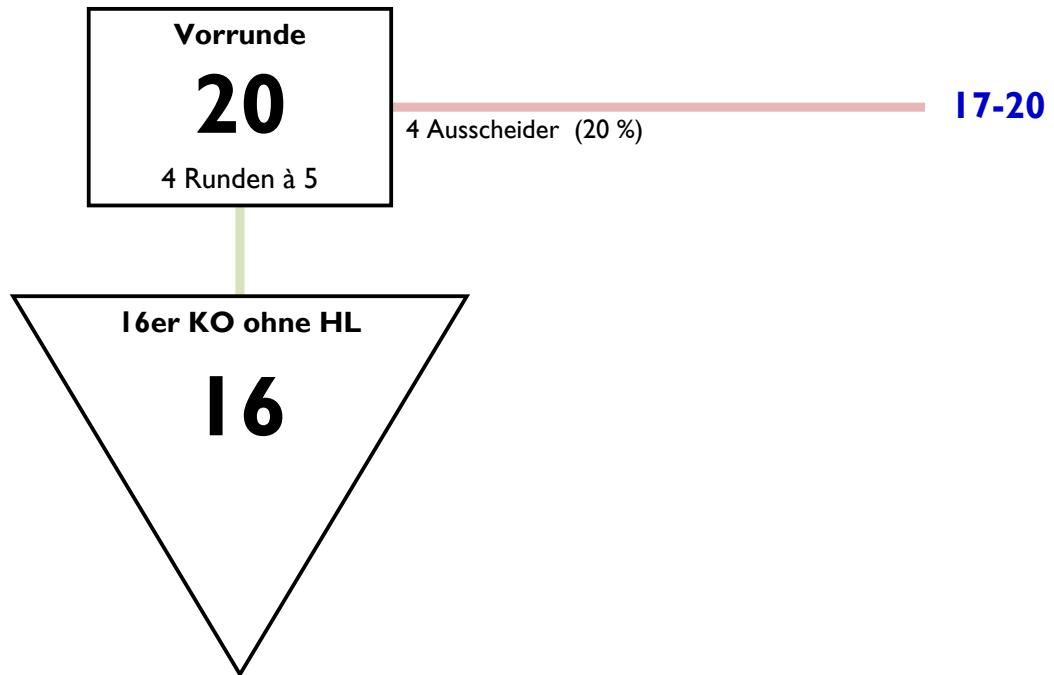 Vorrunde
20
4 Runden à 5
4 Ausscheider (20 %)
17-20
16er KO ohne HL
16